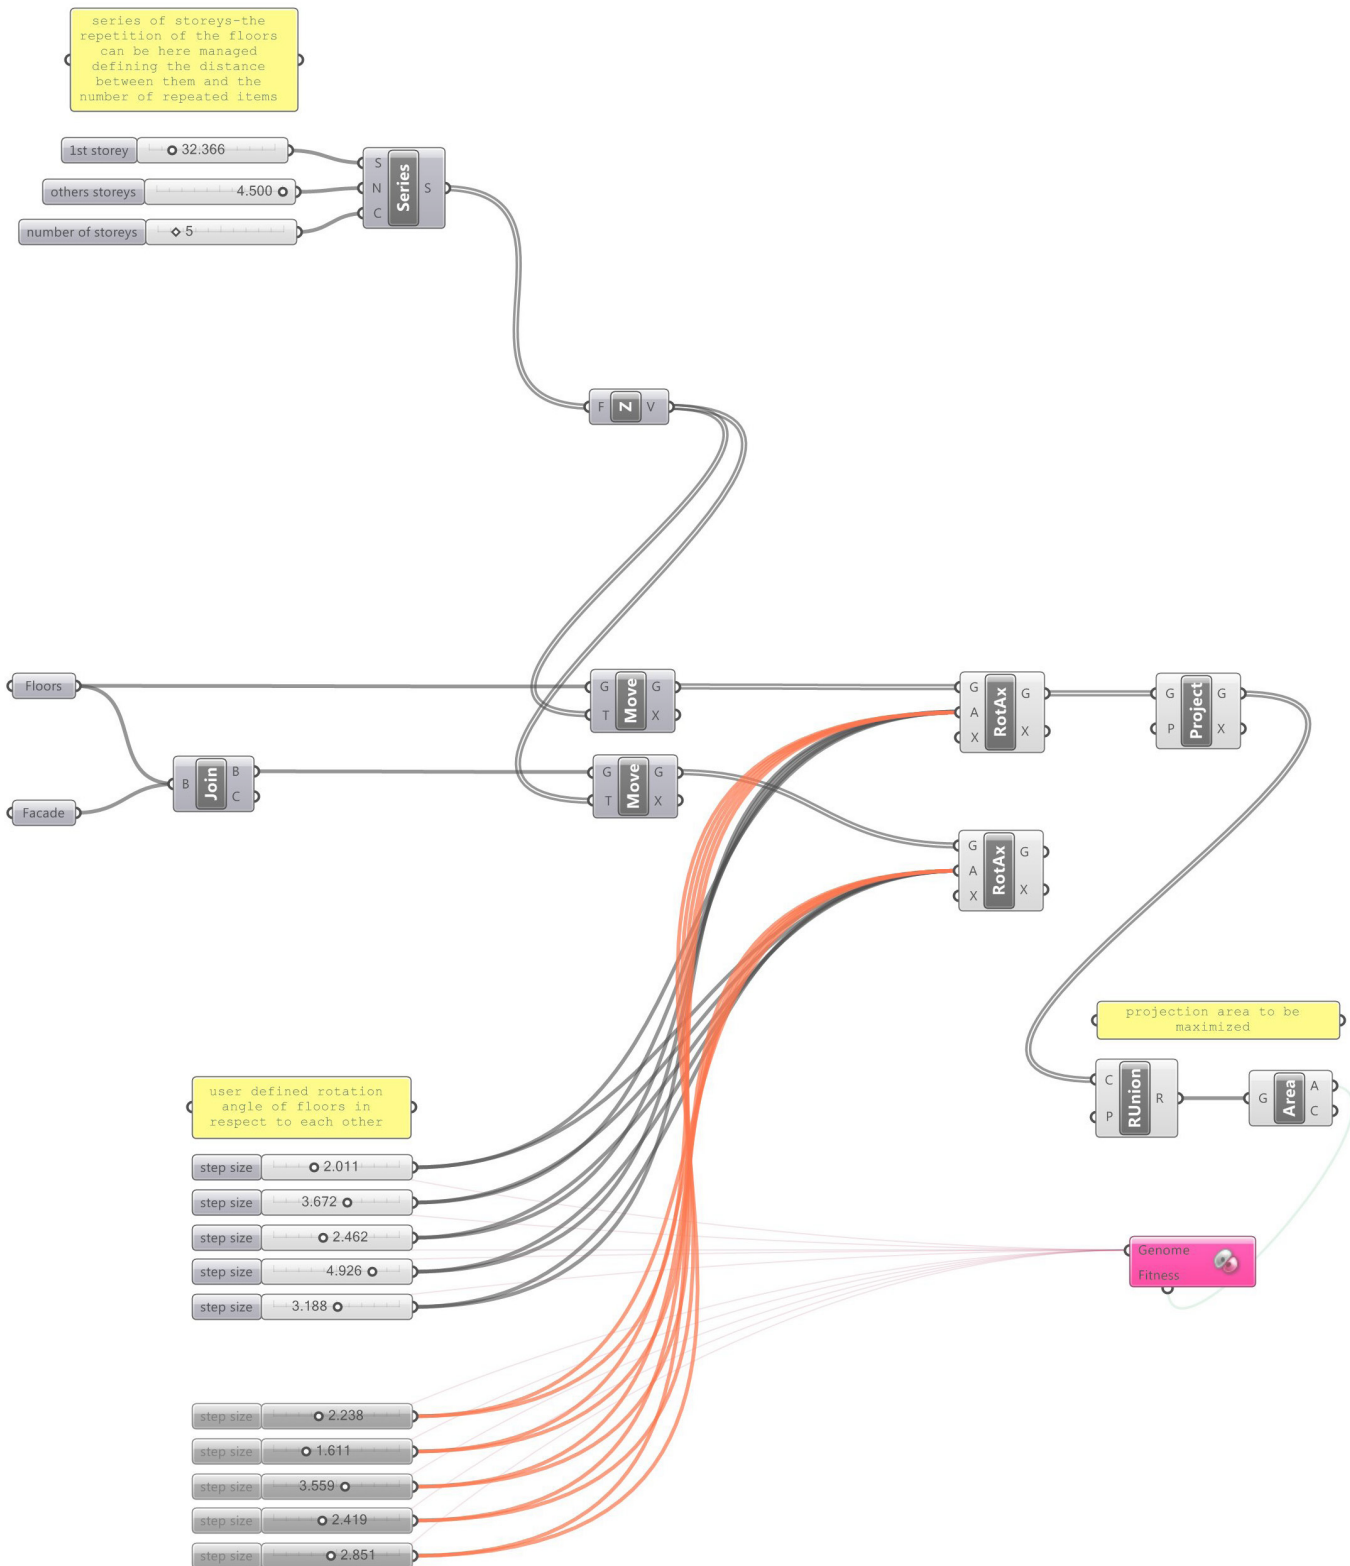 series of storeys-the
repetition of the floors
can be here managed
defining the distance
between them and the
number of repeated items
1st storey 32.366
others storeys 4.500
number of storeys 5
S
N
C
Series
S
F
Z
V
Floors
Facade
B
Join
B
C
G
T
Move
G
X
G
T
Move
G
X
G
A
X
RotAx
G
X
G
P
Project
G
X
G
A
X
RotAx
G
X
projection area to be
maximized
C
P
RUnion
R
G
Area
A
C
user defined rotation
angle of floors in
respect to each other
step size 2.011
step size 3.672
step size 2.462
step size 4.926
step size 3.188
Genome
Fitness
step size 2.238
step size 1.611
step size 3.559
step size 2.419
step size 2.851